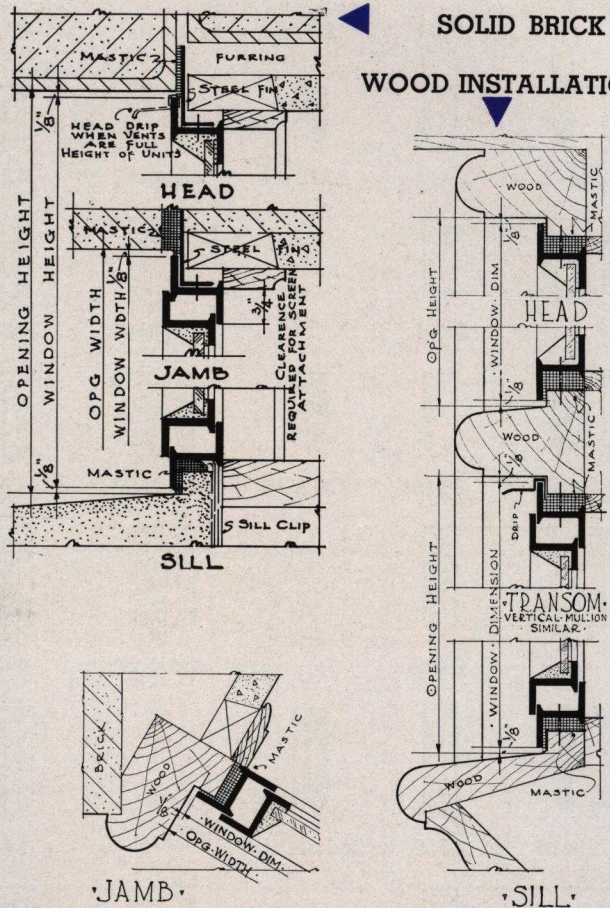 SOLID BRICK
WOOD INSTALLATIO
MASTIC
FURRING
STEEL FIN
1/8"
HEAD DRIP
WHEN VENTS
ARE FULL
HEIGHT OF UNITS
HEAD
OPENING HEIGHT
WINDOW HEIGHT
MASTIC
STEEL FIN
1/8"
OPG WIDTH
WINDOW WDTH
3/4"
CLEARENCE
REQUIRED FOR SCREEN
ATTACHMENT
JAMB
MASTIC
1/8"
SILL CLIP
SILL
WOOD
MASTIC
1/8"
OPG HEIGHT
WINDOW DIM
HEAD
1/8"
WOOD
MASTIC
1/8"
DRIP
OPENING HEIGHT
WINDOW DIMENSION
TRANSOM
VERTICAL MULLION
SIMILAR
1/8"
WOOD
MASTIC
SILL
BRICK
WOOD
MASTIC
1/8"
WINDOW DIM.
OPG WIDTH
JAMB